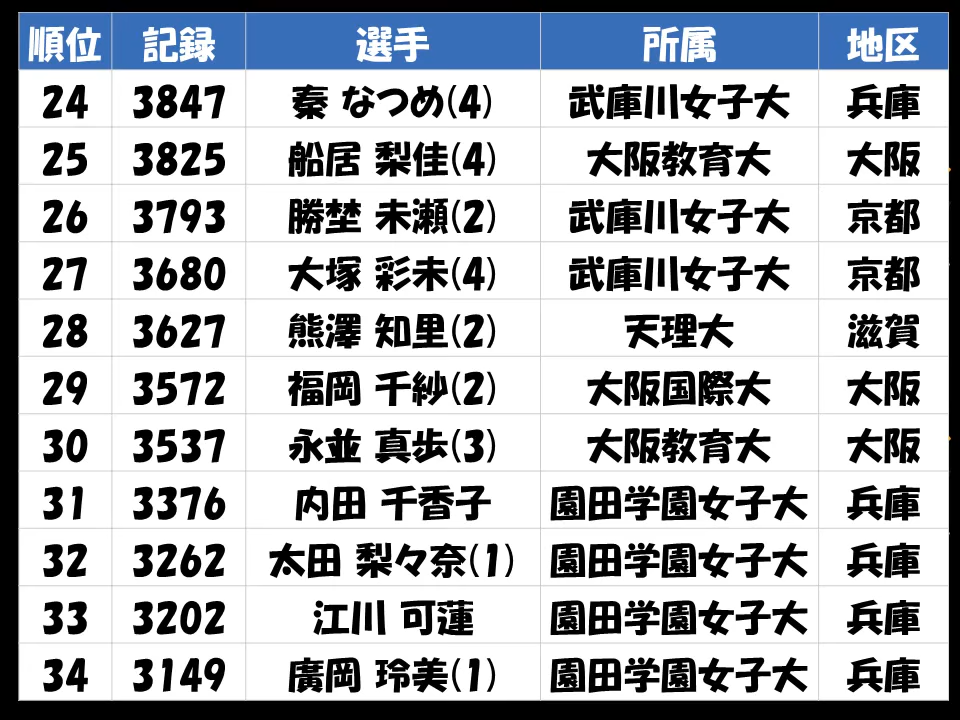 順位 記録 選手 所属 地区
24 3847 秦 なつめ(4) 武庫川女子大 兵庫
25 3825 船居 梨佳(4) 大阪教育大 大阪
26 3793 勝埜 未瀬(2) 武庫川女子大 京都
27 3680 大塚 彩未(4) 武庫川女子大 京都
28 3627 熊澤 知里(2) 天理大 滋賀
29 3572 福岡 千紗(2) 大阪国際大 大阪
30 3537 永並 真歩(3) 大阪教育大 大阪
31 3376 内田 千香子 園田学園女子大 兵庫
32 3262 太田 梨々奈(1) 園田学園女子大 兵庫
33 3202 江川 可蓮 園田学園女子大 兵庫
34 3149 廣岡 玲美(1) 園田学園女子大 兵庫